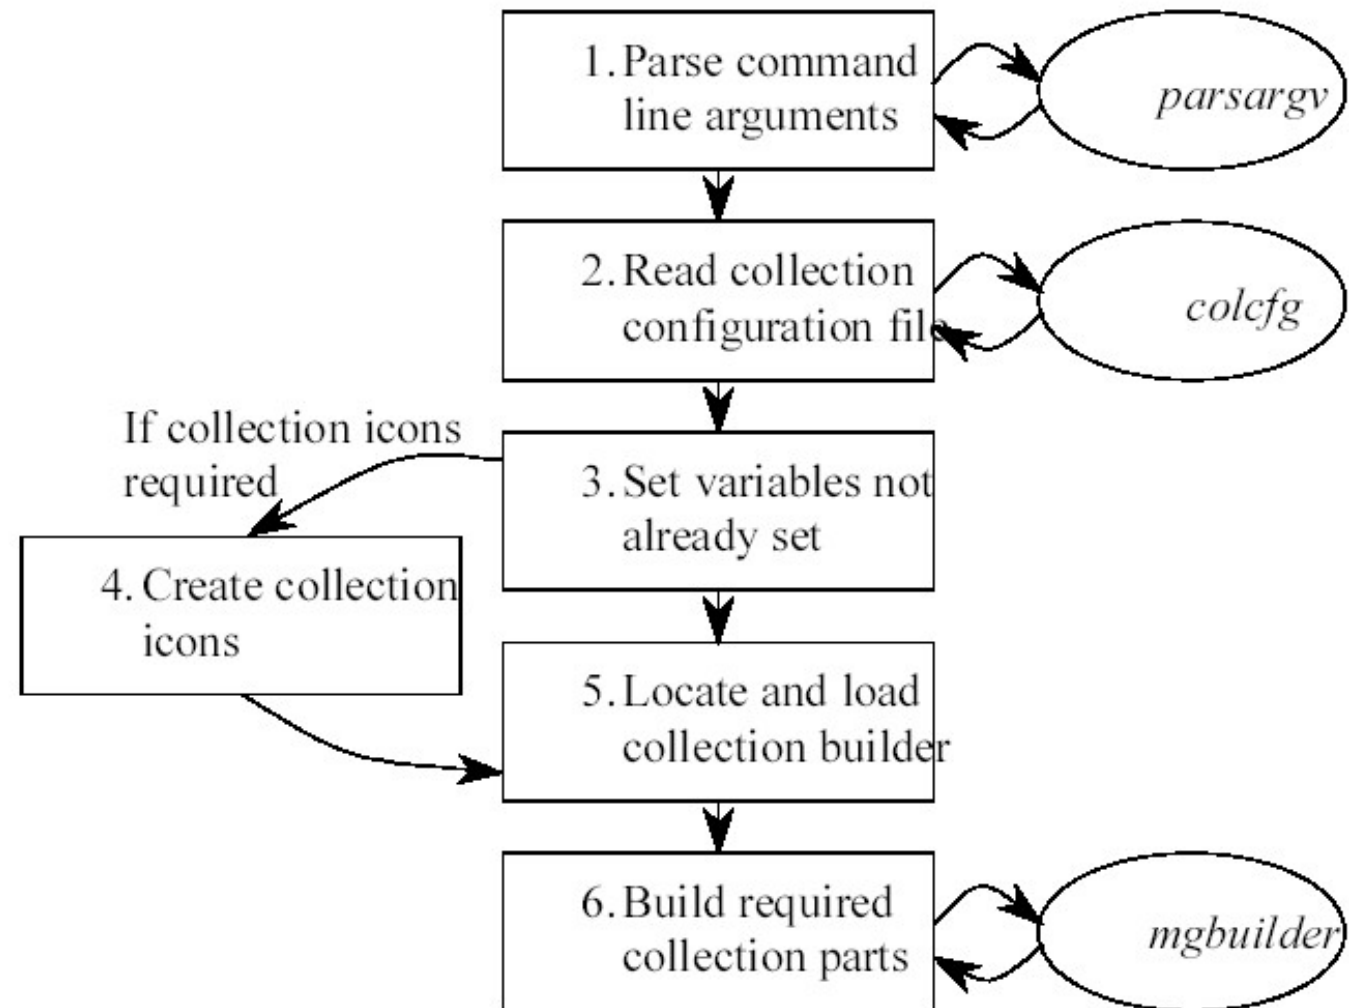 1. Parse command
line arguments
parsargv
2. Read collection
configuration file
colcfg
If collection icons
required
3. Set variables not
already set
4. Create collection
icons
5. Locate and load
collection builder
6. Build required
collection parts
mgbuilder